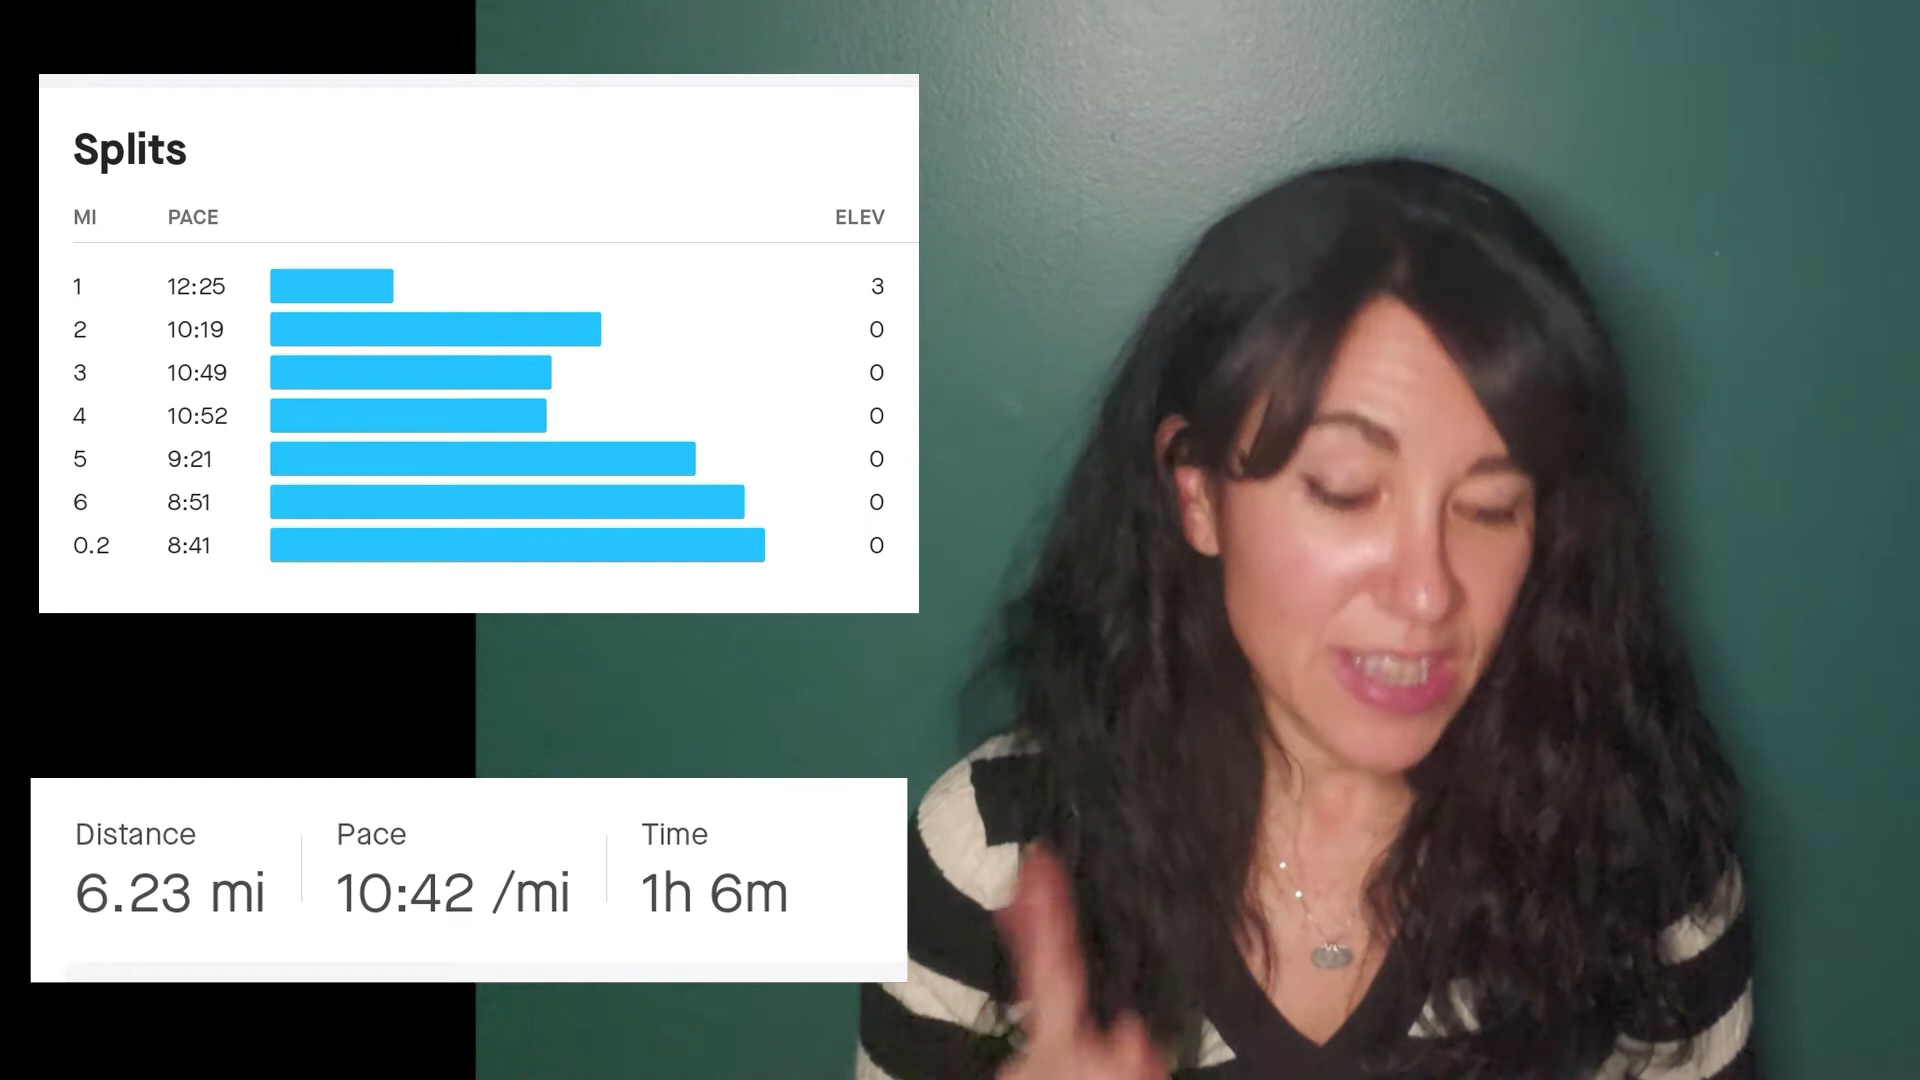 Splits
MI PACE ELEV
1 12:25 3
2 10:19 0
3 10:49 0
4 10:52 0
5 9:21 0
6 8:51 0
0.2 8:41 0
Distance Pace Time
6.23 mi 10:42 /mi 1h 6m